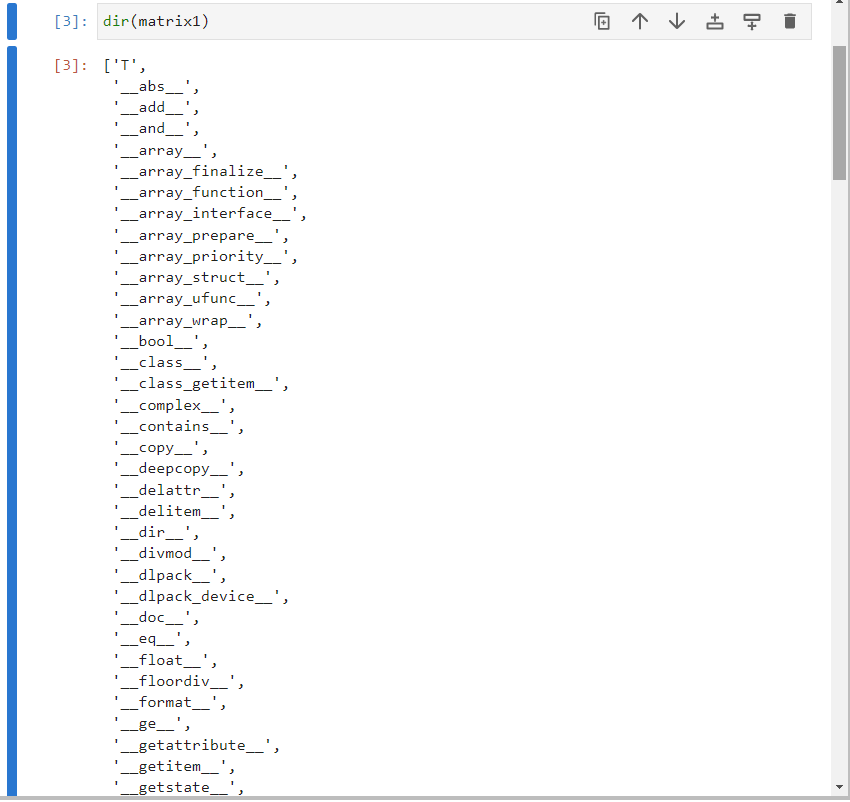 [3]: dir(matrix1)
[3]: ['T',
'__abs__',
'__add__',
'__and__',
'__array__',
'__array_finalize__',
'__array_function__',
'__array_interface__',
'__array_prepare__',
'__array_priority__',
'__array_struct__',
'__array_ufunc__',
'__array_wrap__',
'__bool__',
'__class__',
'__class_getitem__',
'__complex__',
'__contains__',
'__copy__',
'__deepcopy__',
'__delattr__',
'__delitem__',
'__dir__',
'__divmod__',
'__dlpack__',
'__dlpack_device__',
'__doc__',
'__eq__',
'__float__',
'__floordiv__',
'__format__',
'__ge__',
'__getattribute__',
'__getitem__',
'__getstate__',